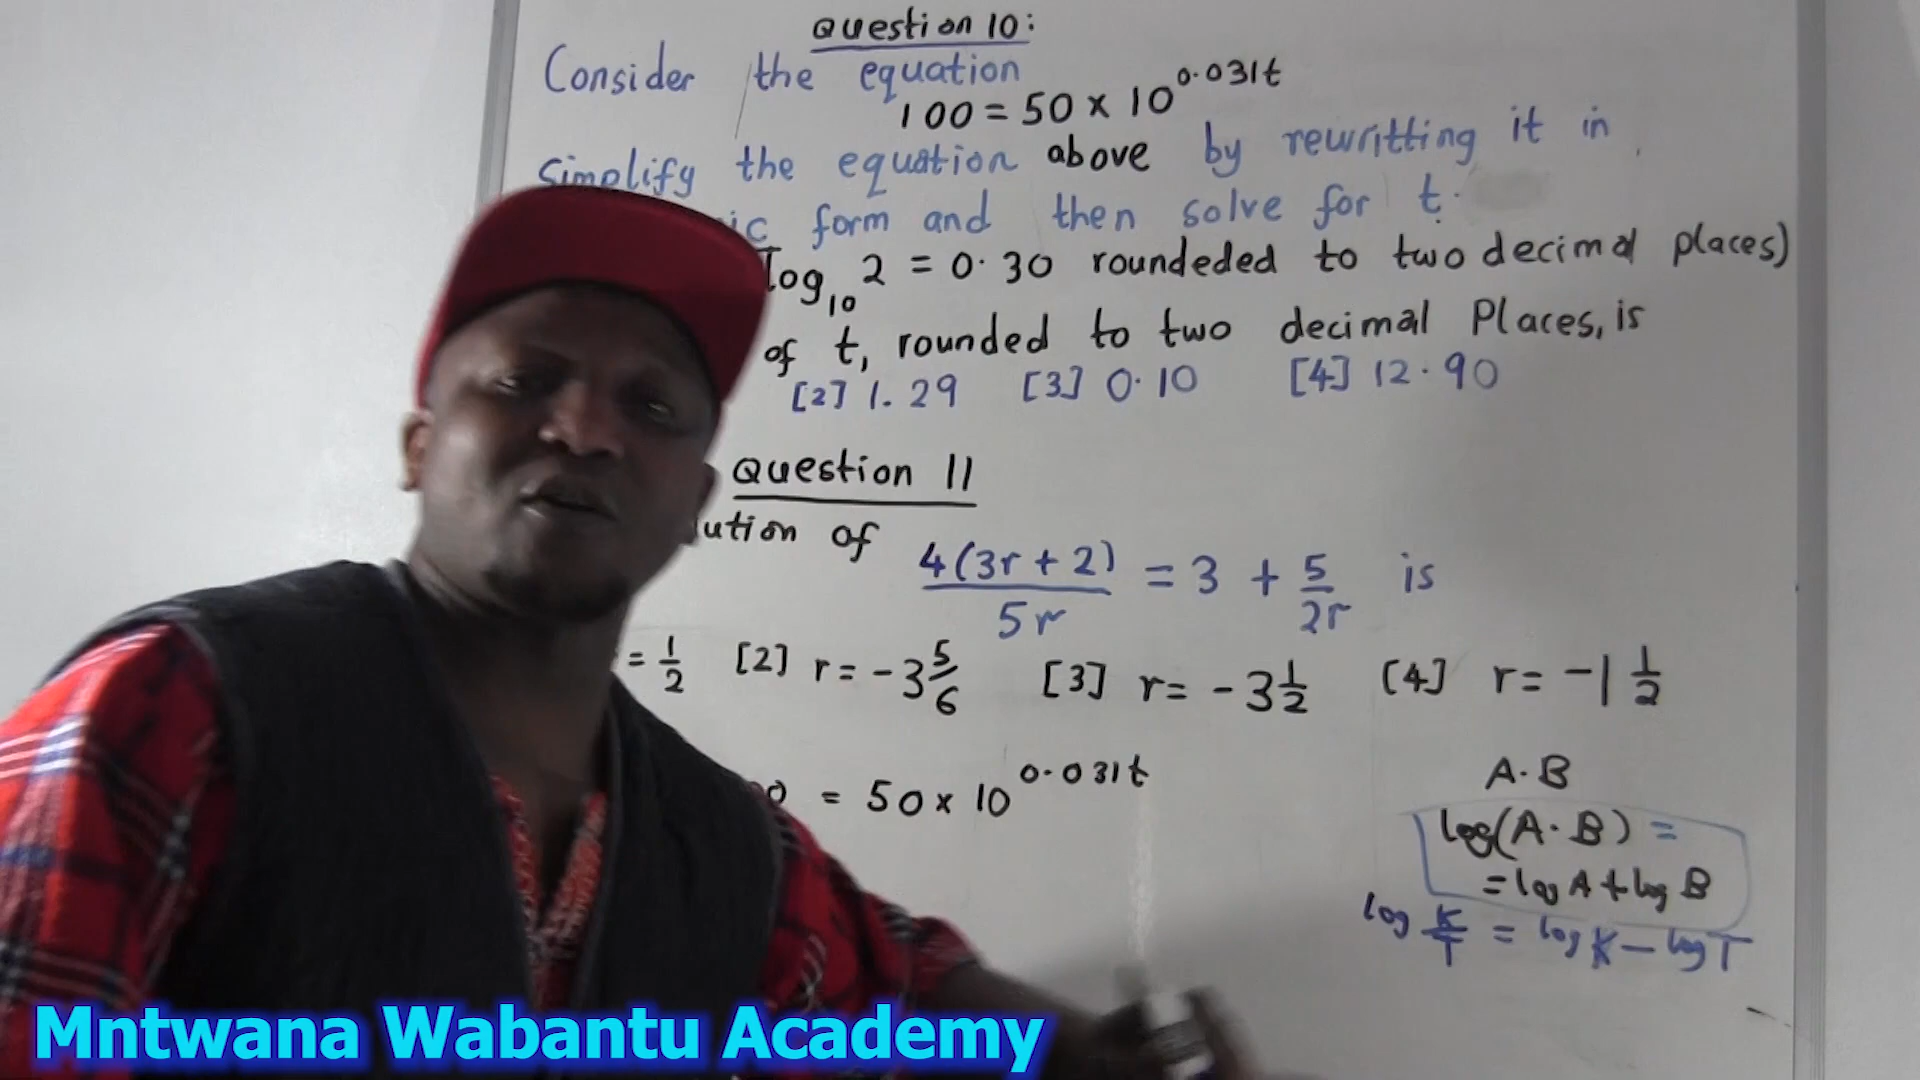 Question 10:
Consider the equation
100 = 50 × 10^0.031t
simplify the equation above by rewritting it in
ic form and then solve for t.
log₁₀ 2 = 0.30 roundeded to two decimal places)
of t, rounded to two decimal Places, is
[2] 1.29 [3] 0.10 [4] 12.90
Question 11
lution of 4(3r + 2)/5r = 3 + 5/2r is
= 1/2 [2] r = -3 5/6 [3] r = -3 1/2 [4] r = -1 1/2
0 = 50 × 10^0.031t
A.B
log(A.B) =
= log A + log B
log K/T = log K - log T
Mntwana Wabantu Academy